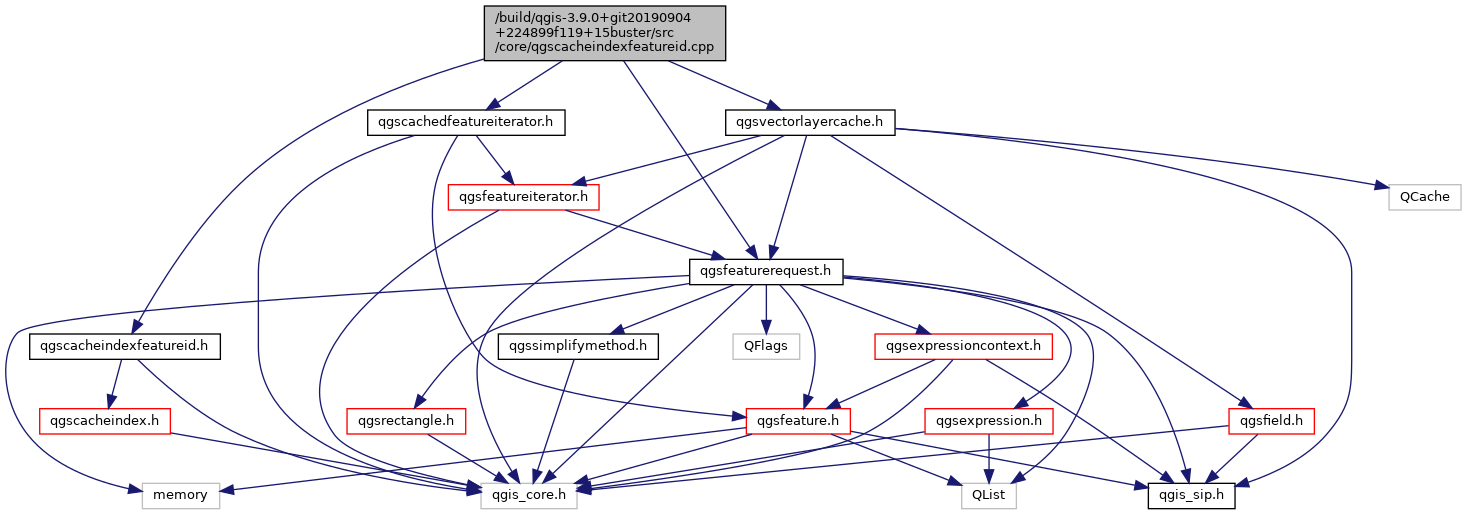 /build/qgis-3.9.0+git20190904
+224899f119+15buster/src
/core/qgscacheindexfeatureid.cpp
qgscachedfeatureiterator.h
qgsvectorlayercache.h
qgsfeatureiterator.h
QCache
qgsfeaturerequest.h
qgscacheindexfeatureid.h
qgssimplifymethod.h
QFlags
qgsexpressioncontext.h
qgscacheindex.h
qgsrectangle.h
qgsfeature.h
qgsexpression.h
qgsfield.h
memory
qgis_core.h
QList
qgis_sip.h